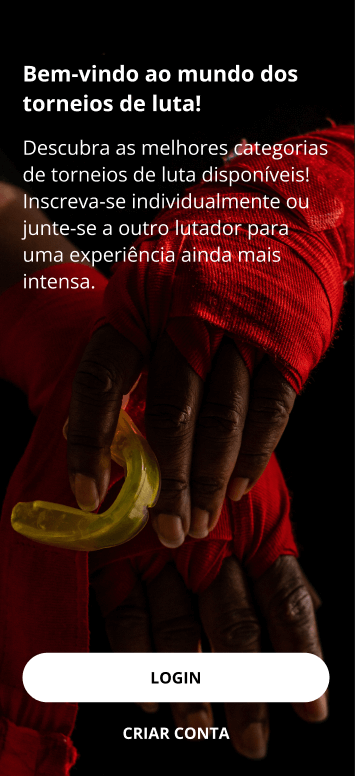 Bem-vindo ao mundo dos
torneios de luta!
Descubra as melhores categorias
de torneios de luta disponíveis!
Inscreva-se individualmente ou
junte-se a outro lutador para
uma experiência ainda mais
intensa.
LOGIN
CRIAR CONTA